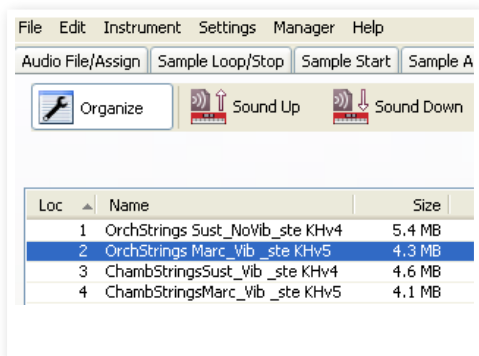 File Edit Instrument Settings Manager Help
Audio File/Assign Sample Loop/Stop Sample Start Sample A
Organize Sound Up Sound Down
Loc Name Size
1 OrchStrings Sust_NoVib_ste KHv4 5.4 MB
2 OrchStrings Marc_Vib _ste KHv5 4.3 MB
3 ChambStringsSust_Vib _ste KHv4 4.6 MB
4 ChambStringsMarc_Vib _ste KHv5 4.1 MB